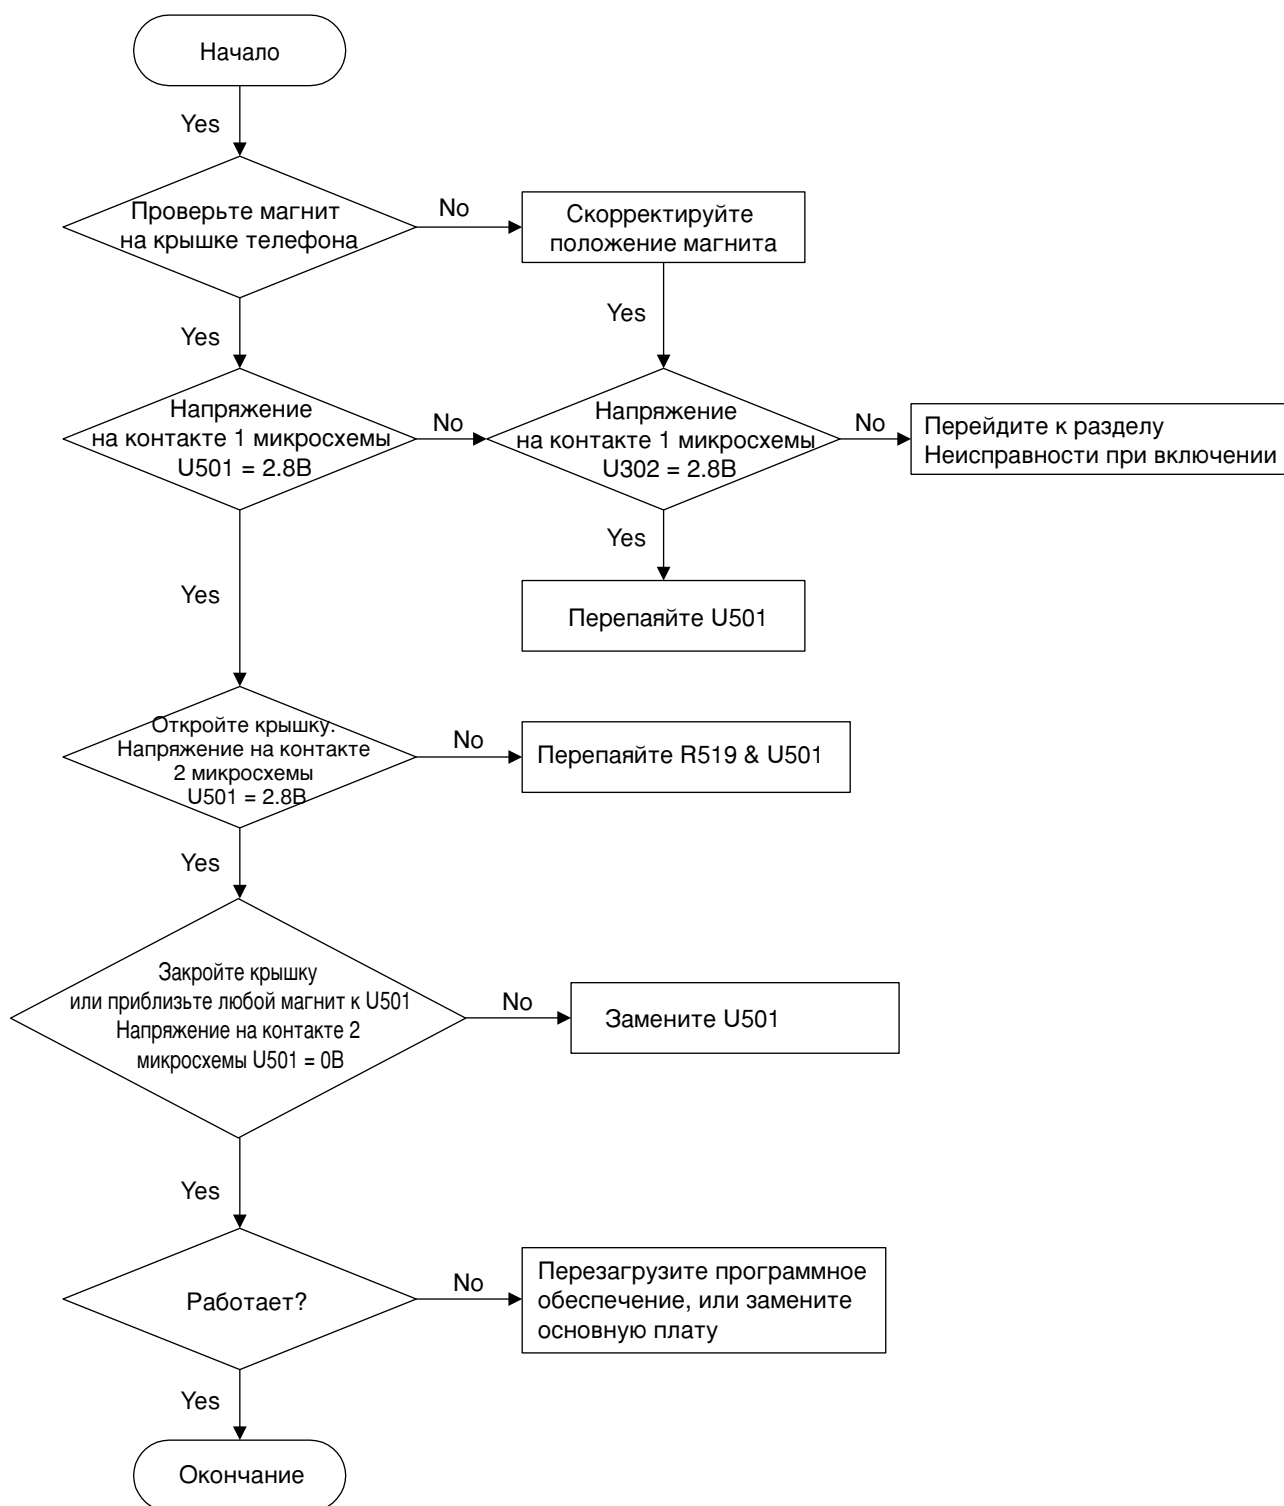 Начало
Yes
Проверьте магнит
на крышке телефона
No
Скорректируйте
положение магнита
Yes
Yes
Напряжение
на контакте 1 микросхемы
U501 = 2.8В
No
Напряжение
на контакте 1 микросхемы
U302 = 2.8В
No
Перейдите к разделу
Неисправности при включении
Yes
Yes
Перепаяйте U501
Откройте крышку.
Напряжение на контакте
2 микросхемы
U501 = 2.8В
No
Перепаяйте R519 & U501
Yes
Закройте крышку
или приблизьте любой магнит к U501
Напряжение на контакте 2
микросхемы U501 = 0В
No
Замените U501
Yes
Работает?
No
Перезагрузите программное
обеспечение, или замените
основную плату
Yes
Окончание